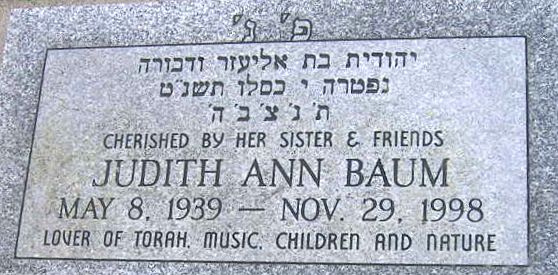 פ״נ
יהודית בת אליעזר ודבורה
נפטרה י כסלו תשנ״ט
ת׳ נ׳ צ׳ ב׳ ה׳
CHERISHED BY HER SISTER & FRIENDS
JUDITH ANN BAUM
MAY 8, 1939 — NOV. 29, 1998
LOVER OF TORAH, MUSIC, CHILDREN AND NATURE